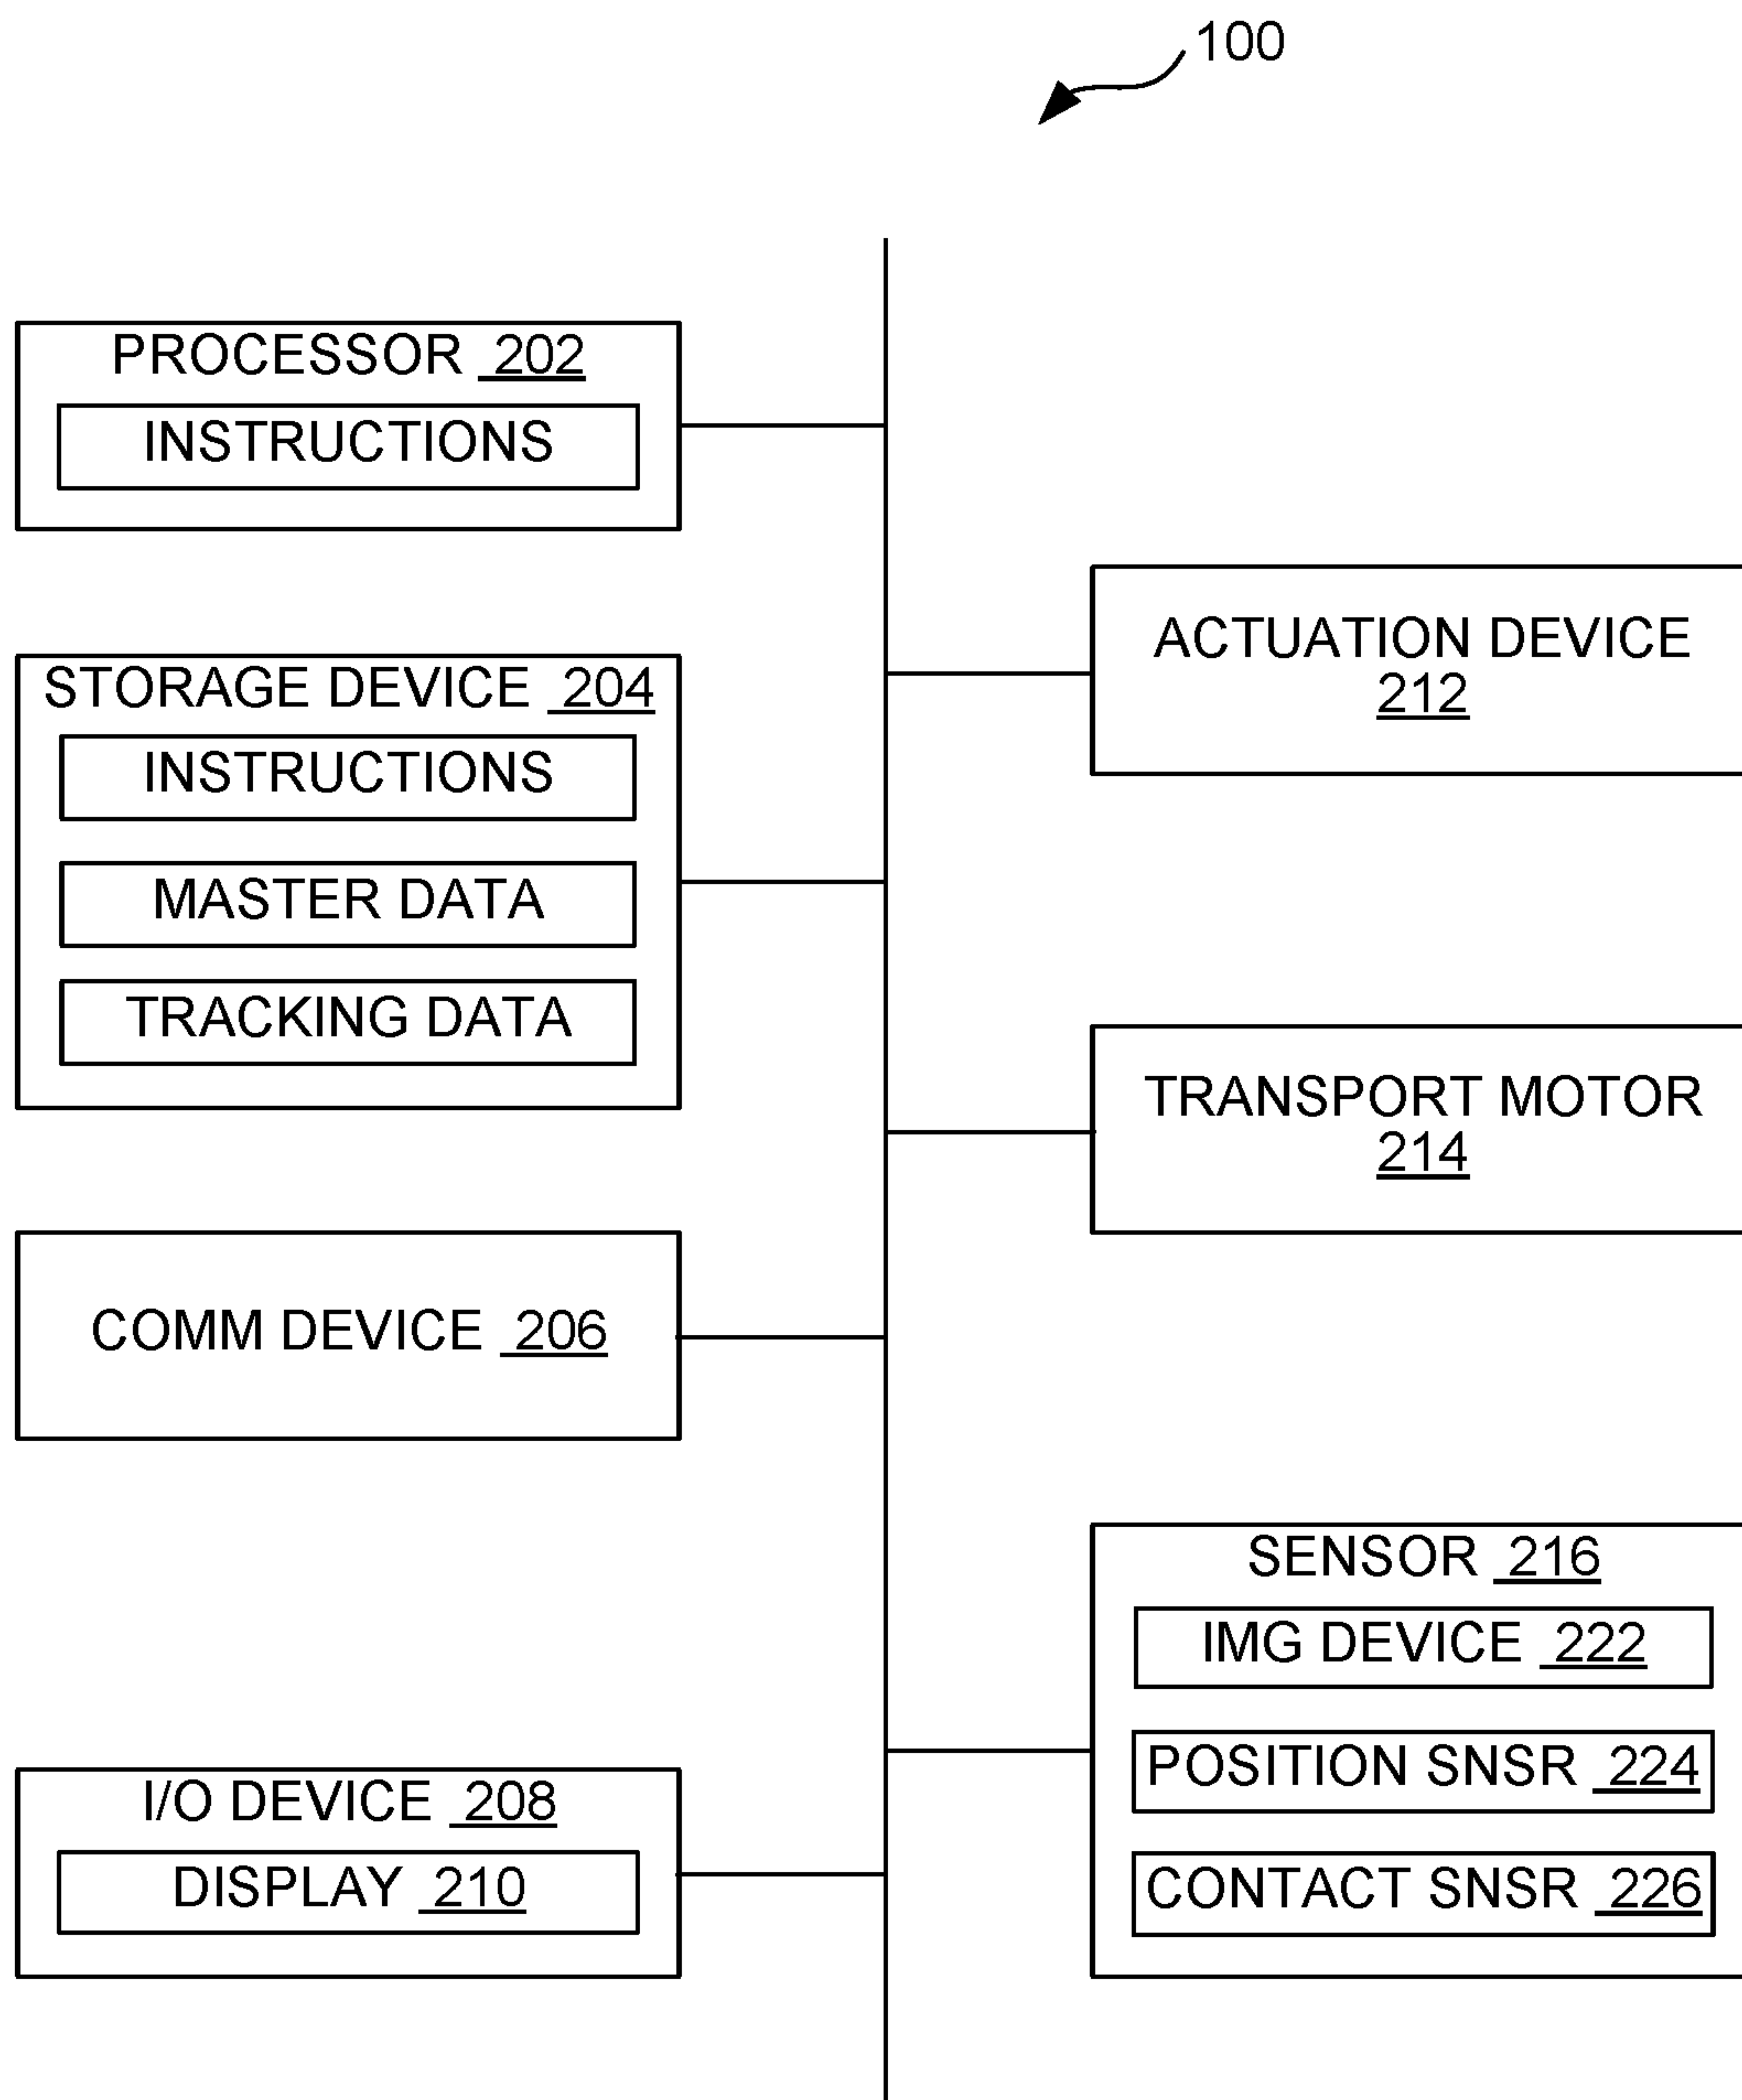 100
PROCESSOR 202
INSTRUCTIONS
STORAGE DEVICE 204
INSTRUCTIONS
MASTER DATA
TRACKING DATA
COMM DEVICE 206
I/O DEVICE 208
DISPLAY 210
ACTUATION DEVICE
212
TRANSPORT MOTOR
214
SENSOR 216
IMG DEVICE 222
POSITION SNSR 224
CONTACT SNSR 226